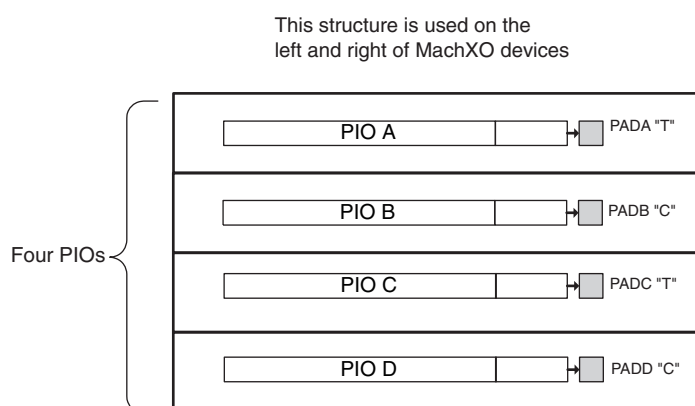 This structure is used on the
left and right of MachXO devices
PIO A
PADA "T"
PIO B
PADB "C"
Four PIOs
PIO C
PADC "T"
PIO D
PADD "C"